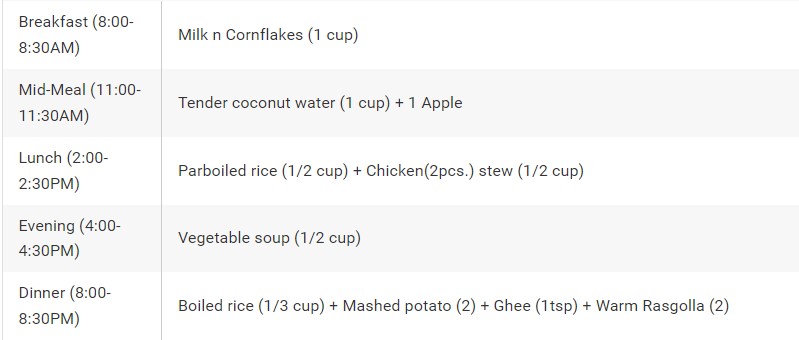 Breakfast (8:00-
8:30AM)
Milk n Cornflakes (1 cup)
Mid-Meal (11:00-
11:30AM)
Tender coconut water (1 cup) + 1 Apple
Lunch (2:00-
2:30PM)
Parboiled rice (1/2 cup) + Chicken(2pcs.) stew (1/2 cup)
Evening (4:00-
4:30PM)
Vegetable soup (1/2 cup)
Dinner (8:00-
8:30PM)
Boiled rice (1/3 cup) + Mashed potato (2) + Ghee (1tsp) + Warm Rasgolla (2)